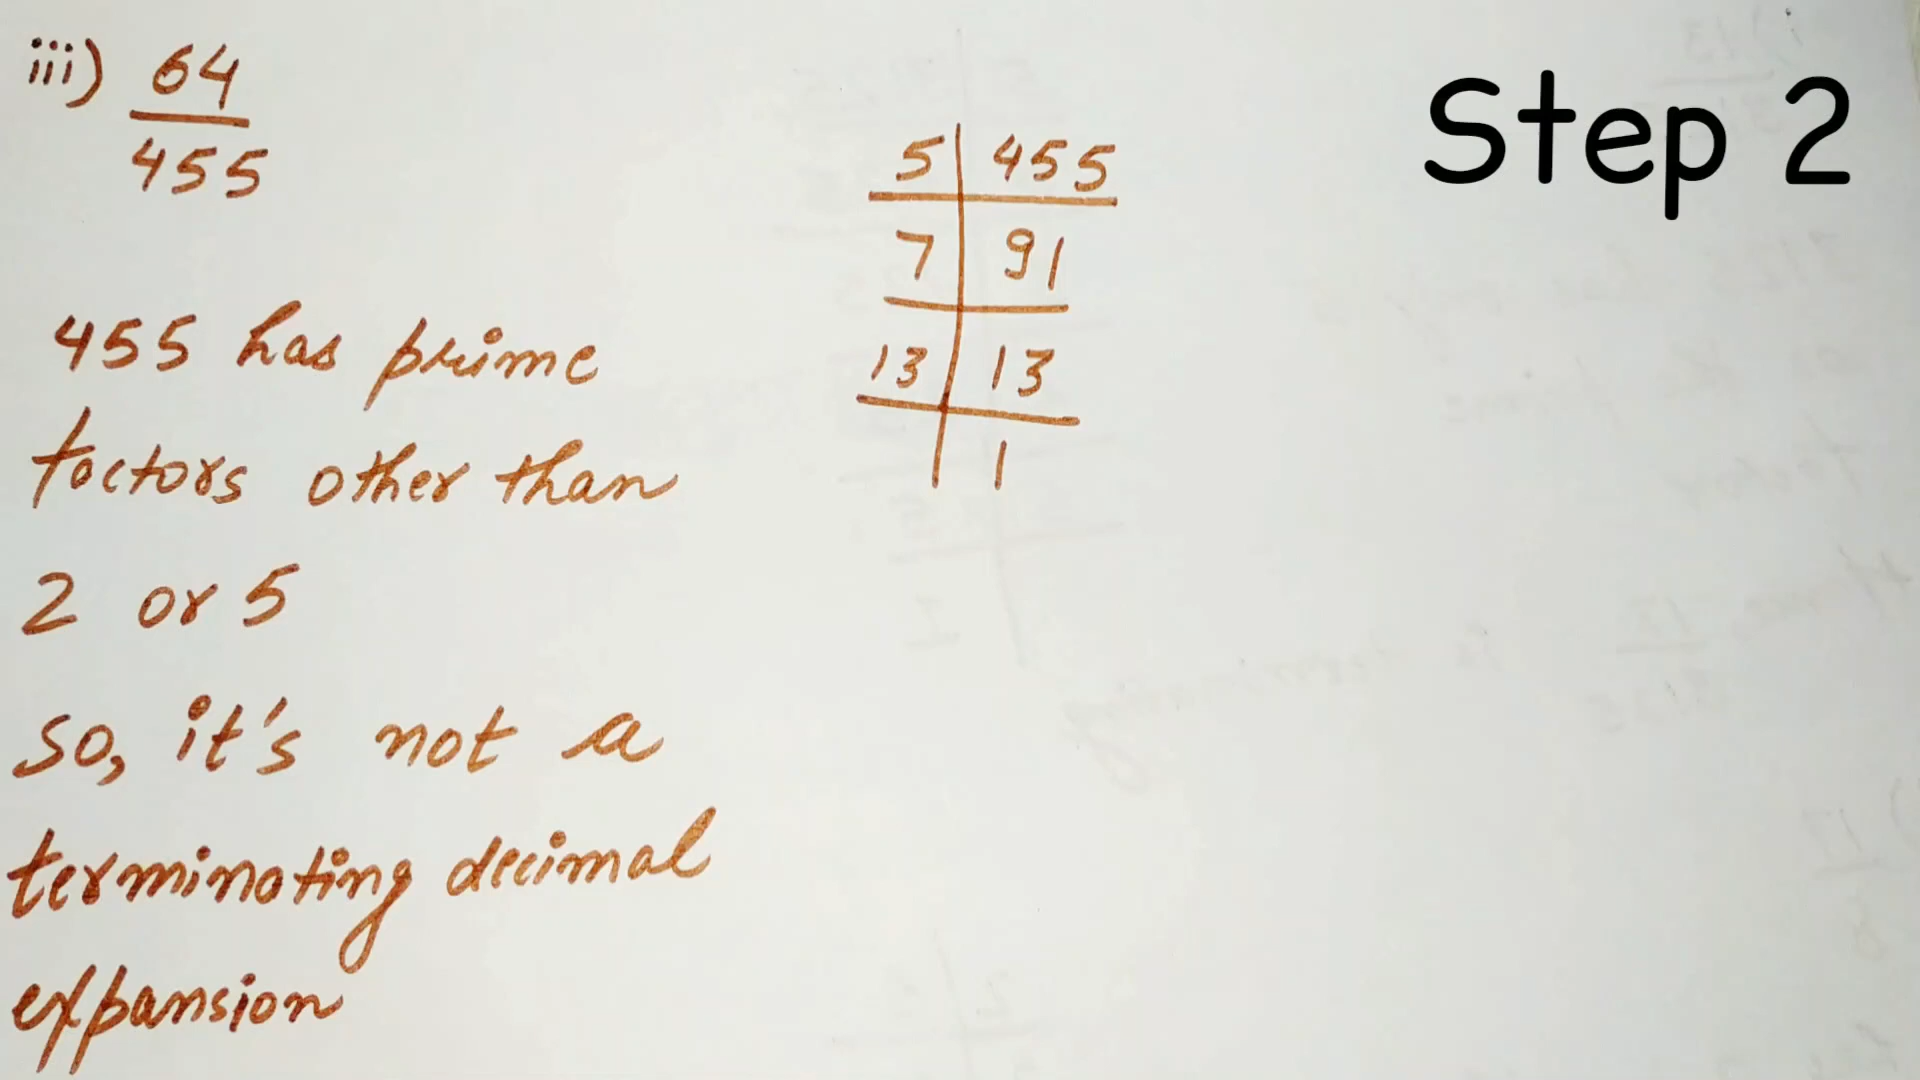 iii) 64
455
Step 2
5 455
7 91
13 13
1
455 has prime
factors other than
2 or 5
so, it's not a
terminating decimal
expansion